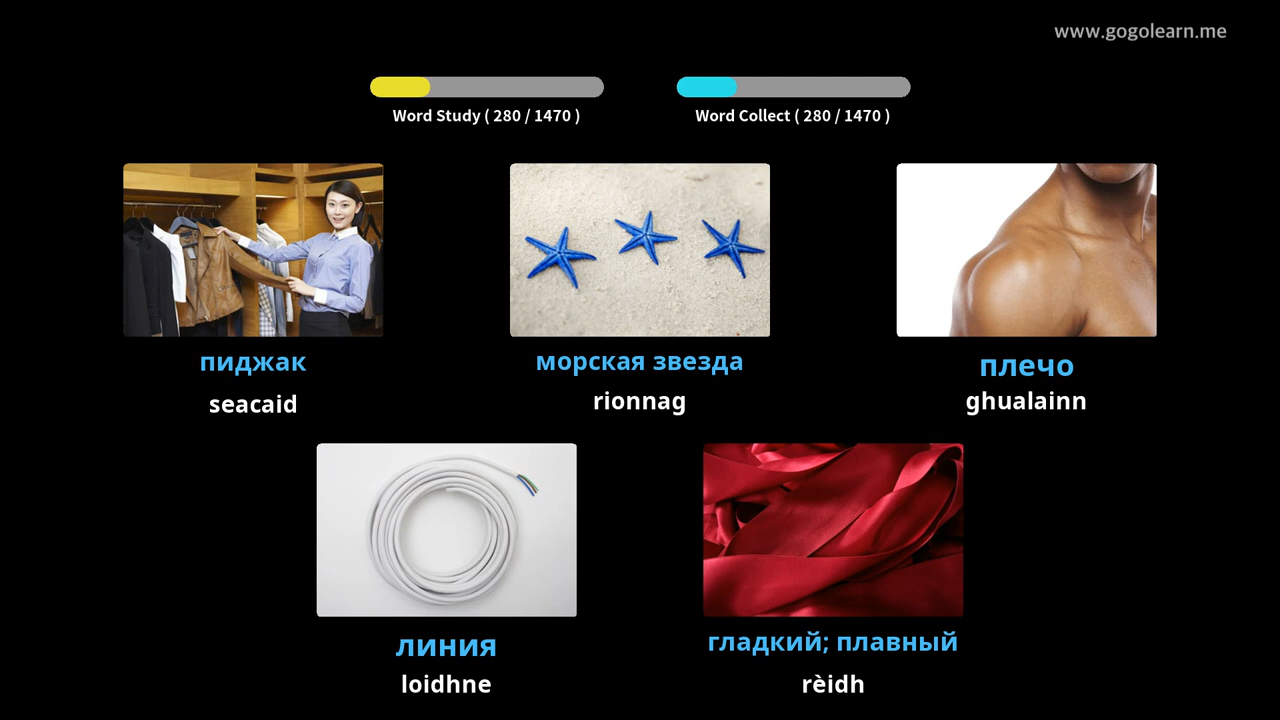 www.gogolearn.me
Word Study ( 280 / 1470 )
Word Collect ( 280 / 1470 )
пиджак
seacaid
морская звезда
rionnag
плечо
ghualainn
линия
loidhne
гладкий; плавный
rèidh